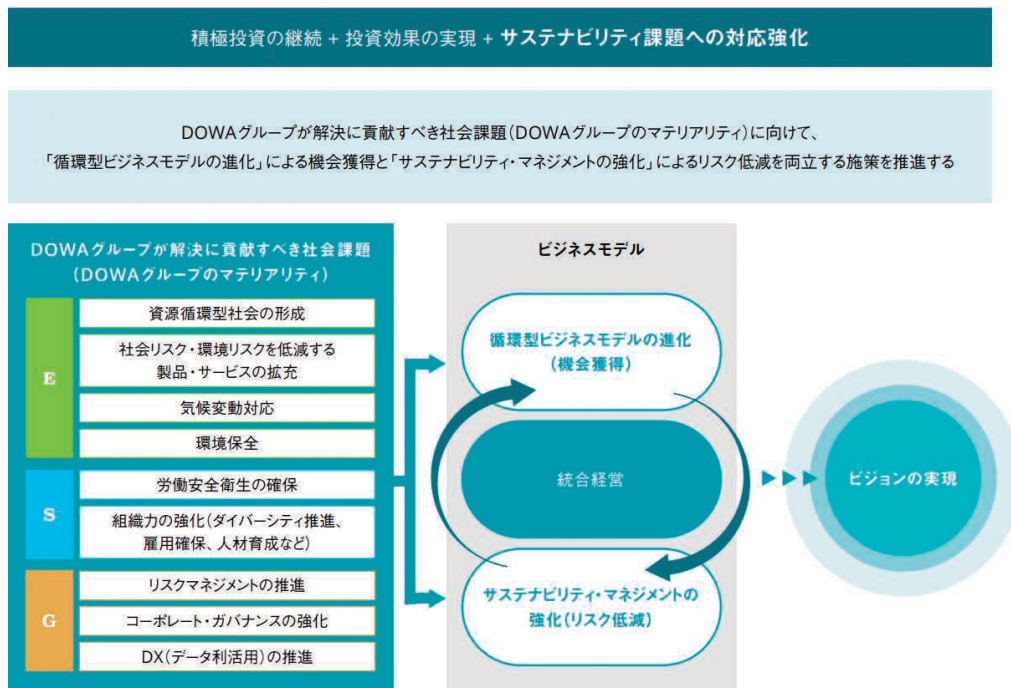 積極投資の継続 + 投資効果の実現 + サステナビリティ課題への対応強化
DOWAグループが解決に貢献すべき社会課題(DOWAグループのマテリアリティ)に向けて、
「循環型ビジネスモデルの進化」による機会獲得と「サステナビリティ・マネジメントの強化」によるリスク低減を両立する施策を推進する
DOWAグループが解決に貢献すべき社会課題
(DOWAグループのマテリアリティ)
E
資源循環型社会の形成
社会リスク・環境リスクを低減する
製品・サービスの拡充
気候変動対応
環境保全
S
労働安全衛生の確保
組織力の強化(ダイバーシティ推進、
雇用確保、人材育成など)
G
リスクマネジメントの推進
コーポレート・ガバナンスの強化
DX(データ利活用)の推進
ビジネスモデル
循環型ビジネスモデルの進化
(機会獲得)
統合経営
サステナビリティ・マネジメントの
強化(リスク低減)
ビジョンの実現